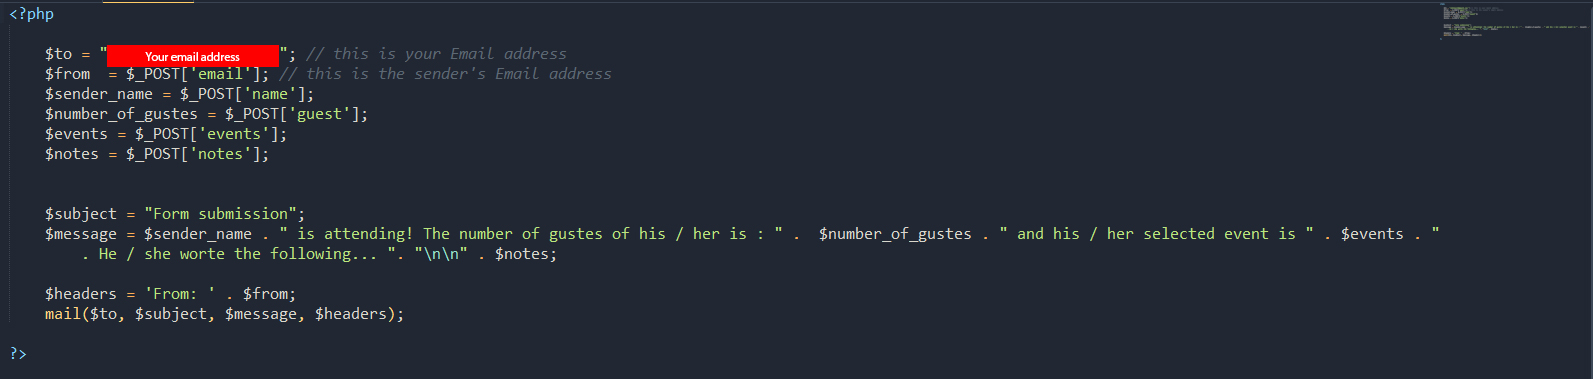 <?php
$to = "Your email address"; // this is your Email address
$from  = $_POST['email']; // this is the sender's Email address
$sender_name = $_POST['name'];
$number_of_gustes = $_POST['guest'];
$events = $_POST['events'];
$notes = $_POST['notes'];
$subject = "Form submission";
$message = $sender_name . " is attending! The number of gustes of his / her is : " .  $number_of_gustes . " and his / her selected event is " . $events . "
. He / she worte the following... ". "\n\n" . $notes;
$headers = 'From: ' . $from;
mail($to, $subject, $message, $headers);
?>